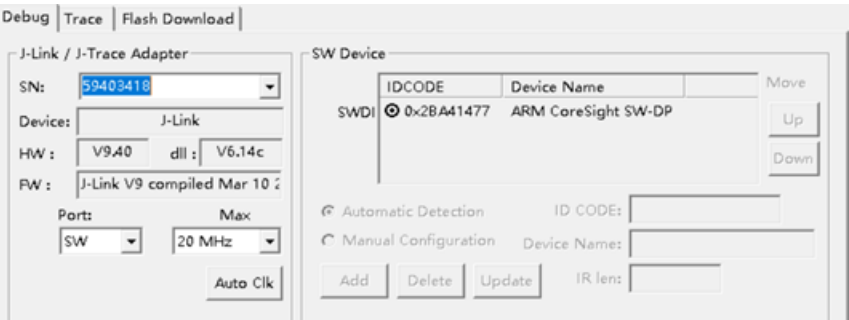 Debug Trace Flash Download
J-Link / J-Trace Adapter
SN: 59403418
Device: J-Link
HW : V9.40 dll : V6.14c
FW : J-Link V9 compiled Mar 10 2
Port: Max
SW 20 MHz
Auto Clk
SW Device
IDCODE Device Name Move
SWDI 0x2BA41477 ARM CoreSight SW-DP
Up
Down
Automatic Detection ID CODE:
Manual Configuration Device Name:
Add Delete Update IR len: